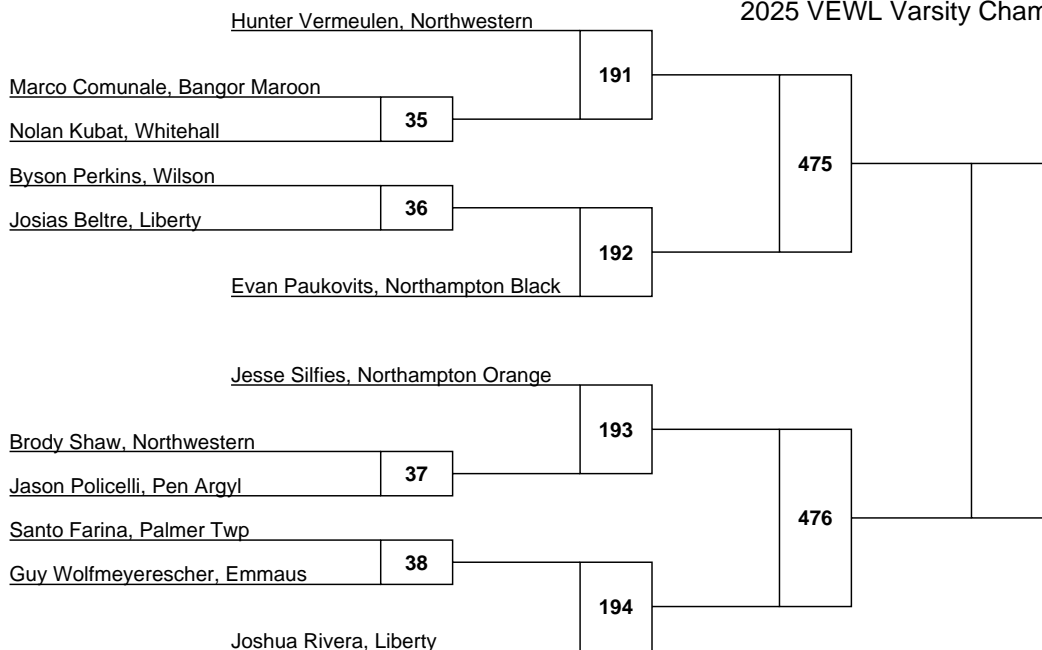 2025 VEWL Varsity
Hunter Vermeulen, Northwestern
191
Marco Comunale, Bangor Maroon
35
Nolan Kubat, Whitehall
475
Byson Perkins, Wilson
36
Josias Beltre, Liberty
192
Evan Paukovits, Northampton Black
Jesse Silfies, Northampton Orange
193
Brody Shaw, Northwestern
37
Jason Policelli, Pen Argyl
476
Santo Farina, Palmer Twp
38
Guy Wolfmeyerescher, Emmaus
194
Joshua Rivera, Liberty